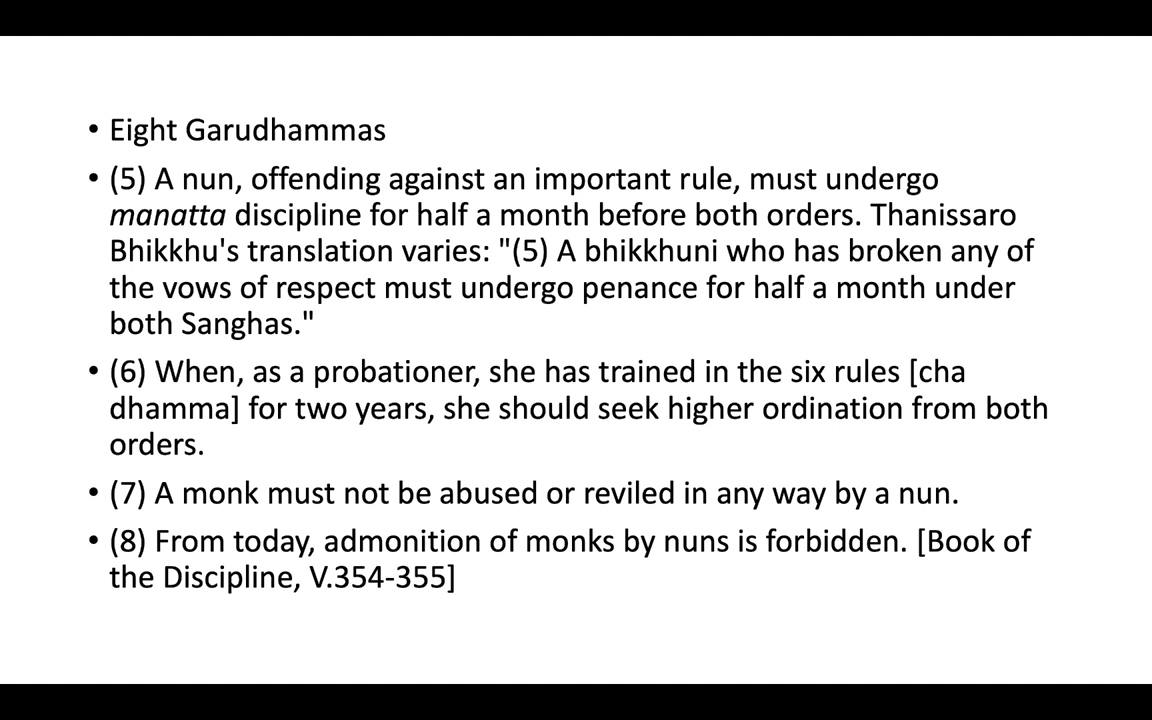 • Eight Garudhammas
• (5) A nun, offending against an important rule, must undergo
manatta discipline for half a month before both orders. Thanissaro
Bhikkhu's translation varies: "(5) A bhikkhuni who has broken any of
the vows of respect must undergo penance for half a month under
both Sanghas."
• (6) When, as a probationer, she has trained in the six rules [cha
dhamma] for two years, she should seek higher ordination from both
orders.
• (7) A monk must not be abused or reviled in any way by a nun.
• (8) From today, admonition of monks by nuns is forbidden. [Book of
the Discipline, V.354-355]